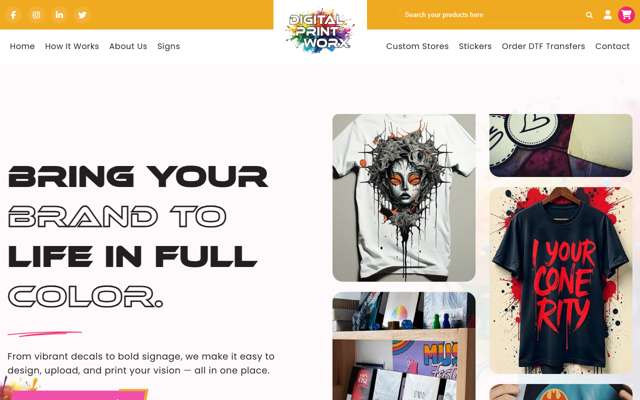 Search your products here
DIGITAL
PRINT
WORX
Home
How It Works
About Us
Signs
Custom Stores
Stickers
Order DTF Transfers
Contact
BRING YOUR
BRAND TO
LIFE IN FULL
COLOR.
From vibrant decals to bold signage, we make it easy to
design, upload, and print your vision — all in one place.
I YOUR
CONE
RITY
MUS